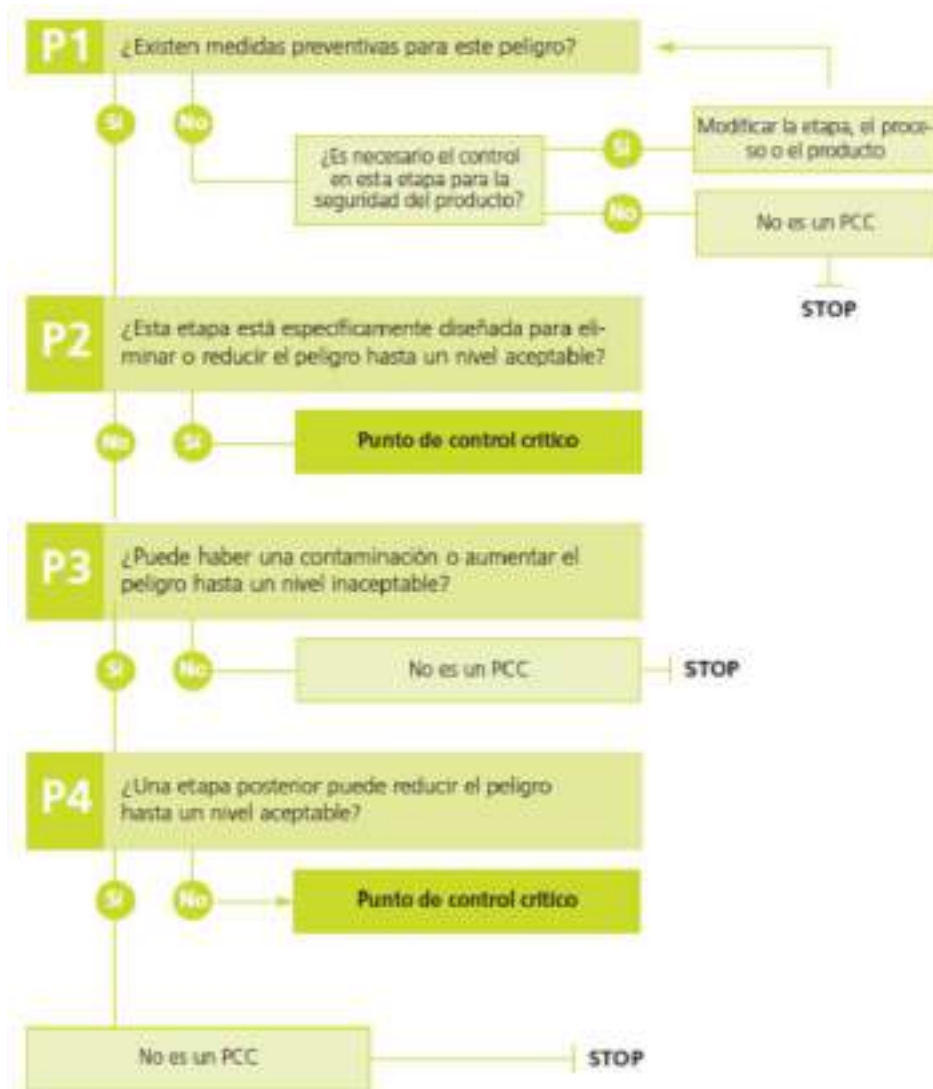 P1 ¿Existen medidas preventivas para este peligro?
Sí No
¿Es necesario el control
en esta etapa para la
seguridad del producto?
Sí
Modificar la etapa, el proce-
so o el producto
No
No es un PCC
STOP
P2 ¿Esta etapa está específicamente diseñada para eli-
minar o reducir el peligro hasta un nivel aceptable?
No Sí
Punto de control crítico
P3 ¿Puede haber una contaminación o aumentar el
peligro hasta un nivel inaceptable?
Sí No
No es un PCC
STOP
P4 ¿Una etapa posterior puede reducir el peligro
hasta un nivel aceptable?
Sí No
Punto de control crítico
No es un PCC
STOP